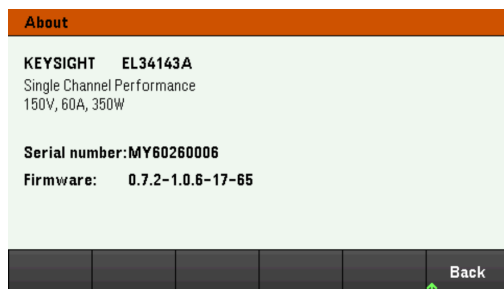 About
KEYSIGHT EL34143A
Single Channel Performance
150V, 60A, 350W
Serial number:MY60260006
Firmware: 0.7.2-1.0.6-17-65
Back